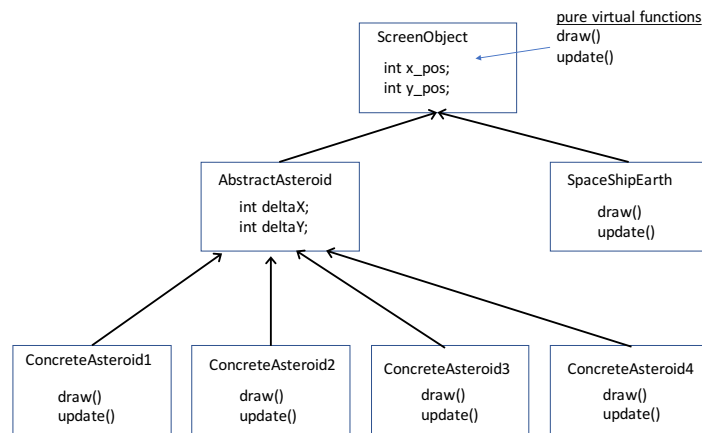 pure virtual functions
draw()
update()
ScreenObject
int x_pos;
int y_pos;
AbstractAsteroid
int deltaX;
int deltaY;
SpaceShipEarth
draw()
update()
ConcreteAsteroid1
draw()
update()
ConcreteAsteroid2
draw()
update()
ConcreteAsteroid3
draw()
update()
ConcreteAsteroid4
draw()
update()